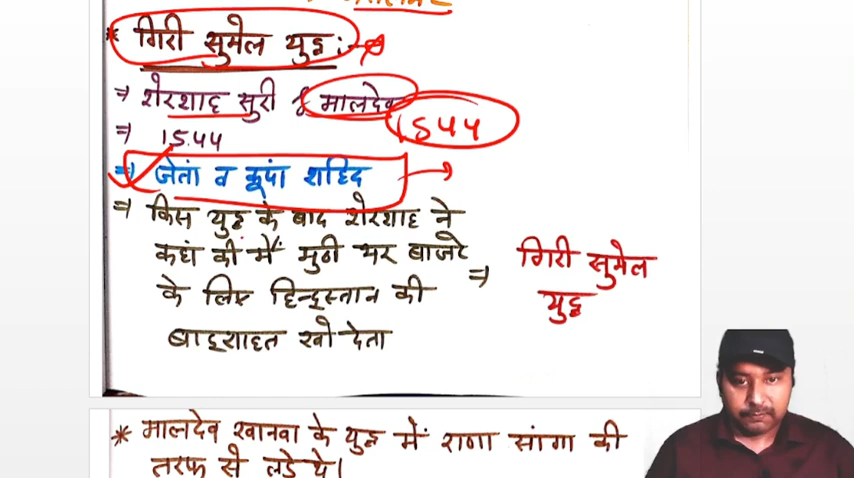 * गिरी सुमेल युद्ध :-
⇒ शेरशाह सुरी & मालदेव
1544
⇒ 1544
⇒ जेता व कूंपा शहिद
⇒ किस युद्ध के बाद शेरशाह ने
कहां की में मुठी भर बाजरे
के लिए हिन्दूस्तान की
बादशाहत खो देता
⇒ गिरी सुमेल
युद्ध
* मालदेव खानवा के युद्ध में राणा सांगा की
तरफ से लडे थे।